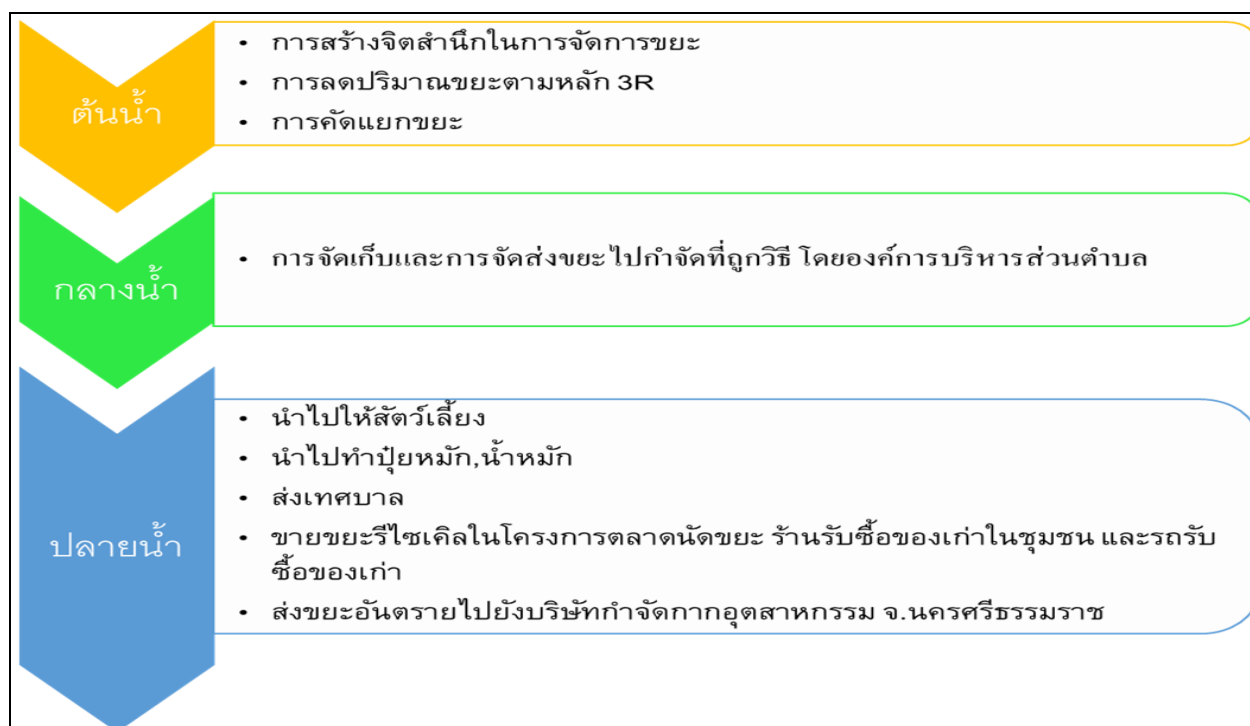 ต้นน้ำ
• การสร้างจิตสำนึกในการจัดการขยะ
• การลดปริมาณขยะตามหลัก 3R
• การคัดแยกขยะ
กลางน้ำ
• การจัดเก็บและการจัดส่งขยะไปกำจัดที่ถูกวิธี โดยองค์การบริหารส่วนตำบล
ปลายน้ำ
• นำไปให้สัตว์เลี้ยง
• นำไปทำปุ๋ยหมัก,น้ำหมัก
• ส่งเทศบาล
• ขายขยะรีไซเคิลในโครงการตลาดนัดขยะ ร้านรับซื้อของเก่าในชุมชน และรถรับ
ซื้อของเก่า
• ส่งขยะอันตรายไปยังบริษัทกำจัดกากอุตสาหกรรม จ.นครศรีธรรมราช